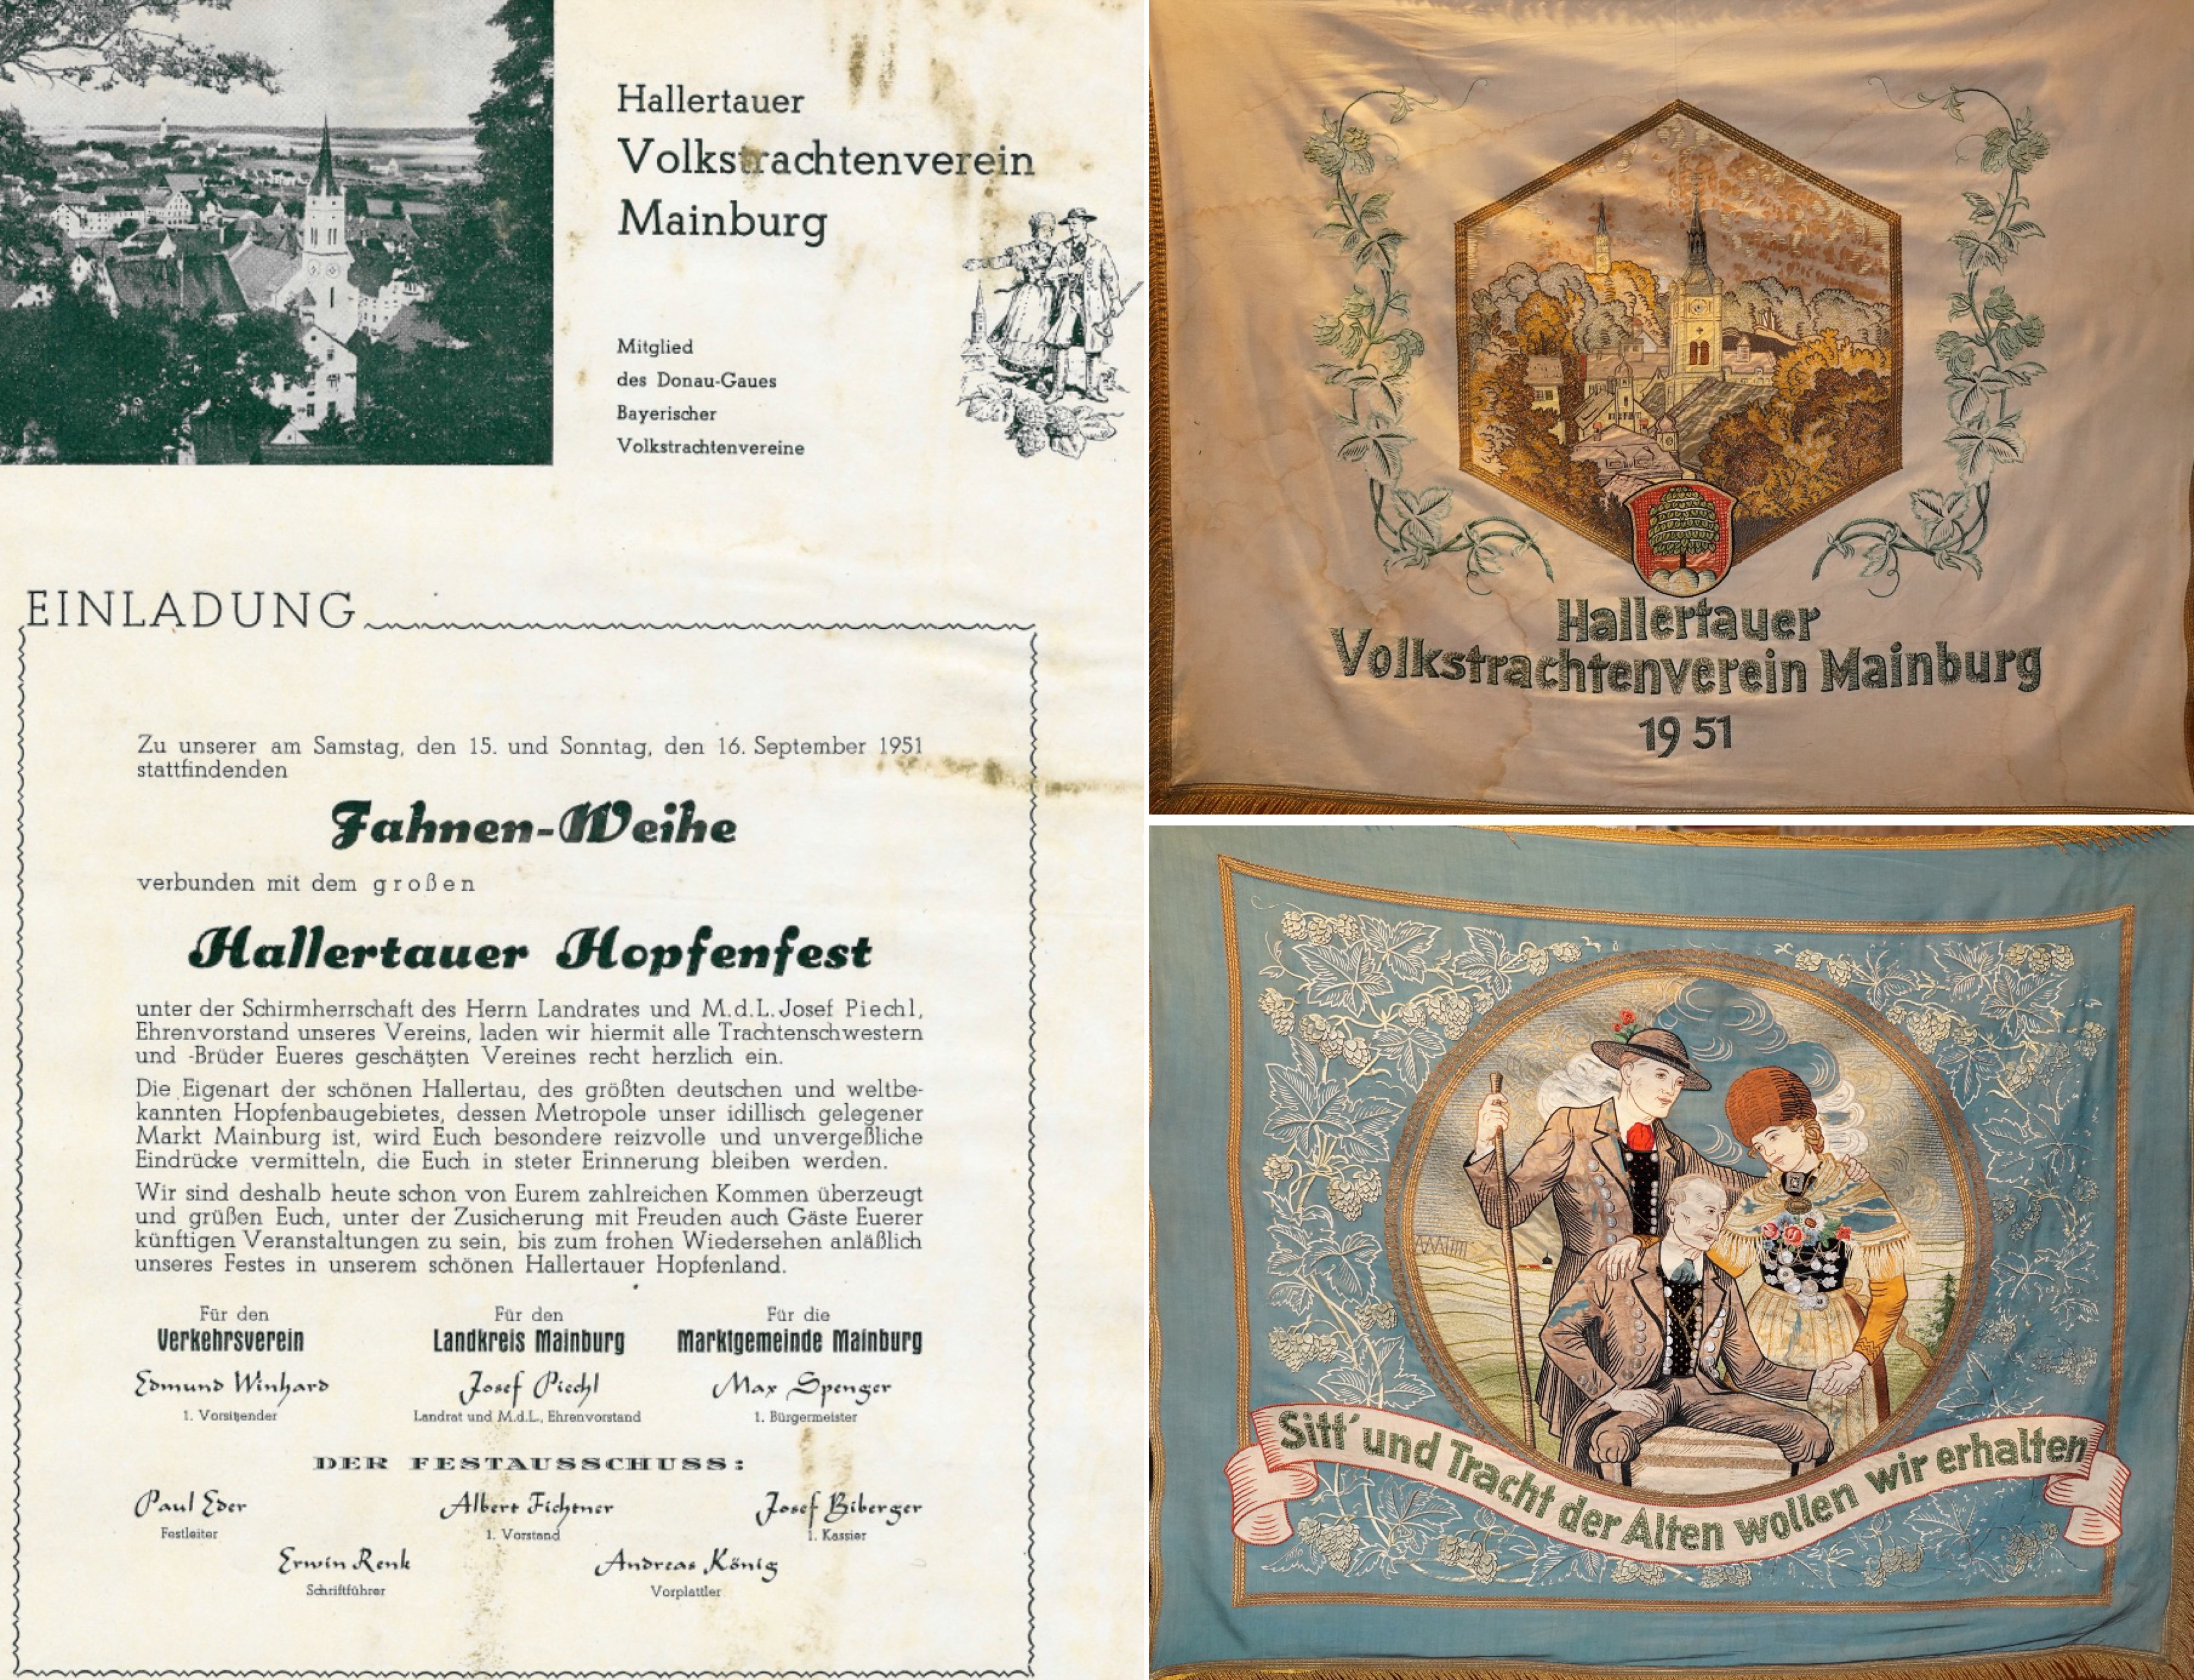 Hallertauer
Volkstrachtenverein
Mainburg
Mitglied
des Donau-Gaues
Bayerischer
Volkstrachtenvereine
EINLADUNG
Zu unserer am Samstag, den 15. und Sonntag, den 16. September 1951
stattfindenden
Fahnen-Weihe
verbunden mit dem großen
Hallertauer Hopfenfest
unter der Schirmherrschaft des Herrn Landrates und M.d.L. Josef Piechl,
Ehrenvorstand unseres Vereins, laden wir hiermit alle Trachtenschwestern
und -Brüder Eueres geschätzten Vereines recht herzlich ein.
Die Eigenart der schönen Hallertau, des größten deutschen und weltbe-
kannten Hopfenbaugebietes, dessen Metropole unser idillisch gelegener
Markt Mainburg ist, wird Euch besondere reizvolle und unvergeßliche
Eindrücke vermitteln, die Euch in steter Erinnerung bleiben werden.
Wir sind deshalb heute schon von Eurem zahlreichen Kommen überzeugt
und grüßen Euch, unter der Zusicherung mit Freuden auch Gäste Euerer
künftigen Veranstaltungen zu sein, bis zum frohen Wiedersehen anläßlich
unseres Festes in unserem schönen Hallertauer Hopfenland.
Für den Für den Für die
Verkehrsverein Landkreis Mainburg Marktgemeinde Mainburg
Edmund Winhard Josef Piechl Max Spenger
1. Vorsitzender Landrat und M.d.L., Ehrenvorstand 1. Bürgermeister
DER FESTAUSSCHUSS:
Paul Eder Albert Fichtner Josef Biberger
Festleiter 1. Vorstand 1. Kassier
Erwin Renk Andreas König
Schriftführer Vorplattler
Hallertauer
Volkstrachtenverein Mainburg
1951
Sitt' und Tracht der Alten wollen wir erhalten